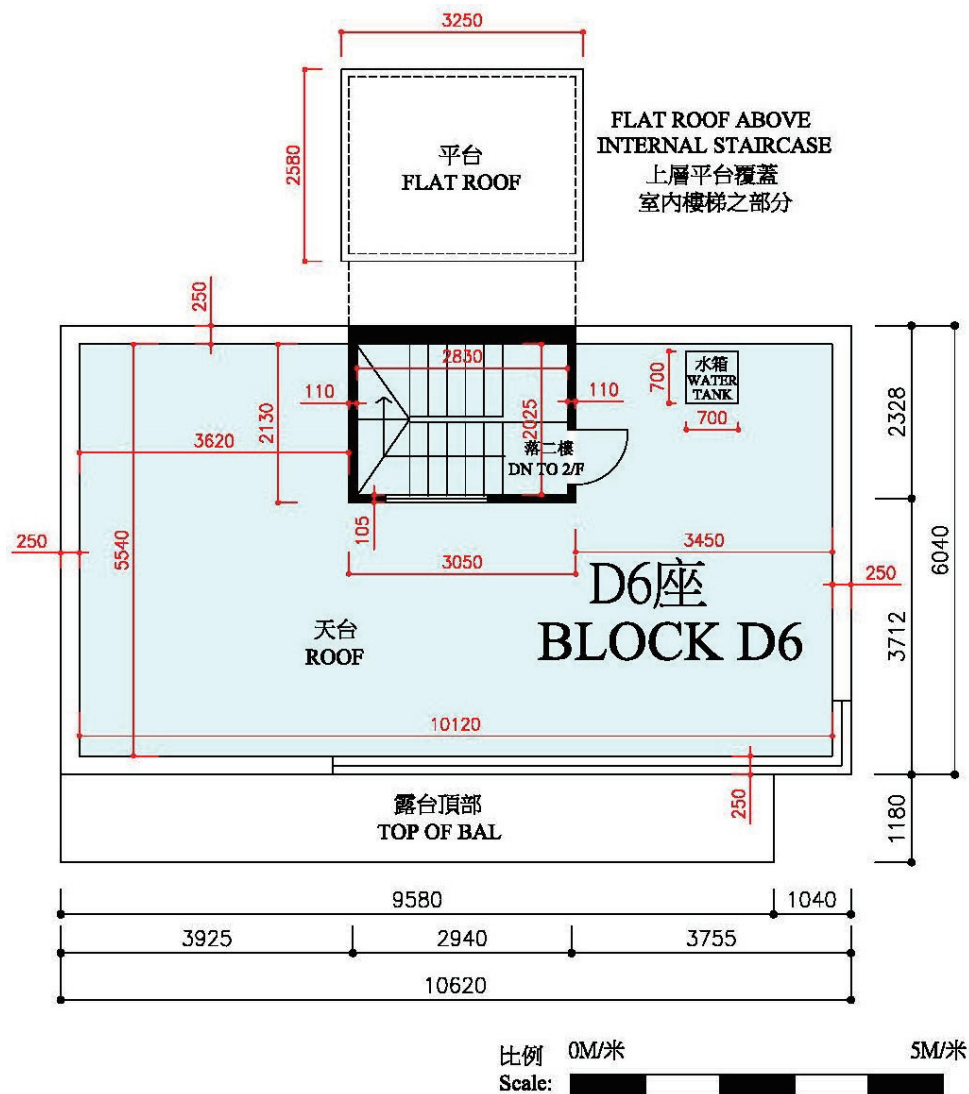 3250
2580
平台
FLAT ROOF
FLAT ROOF ABOVE
INTERNAL STAIRCASE
上層平台覆蓋
室內樓梯之部分
250
2830
110
110
2130
2025
3620
落二樓
DN TO 2/F
水箱
WATER
TANK
700
700
2328
105
3050
3450
250
5540
250
6040
D6座
BLOCK D6
天台
ROOF
3712
10120
250
露台頂部
TOP OF BAL
1180
9580
1040
3925
2940
3755
10620
比例
Scale:
0M/米
5M/米